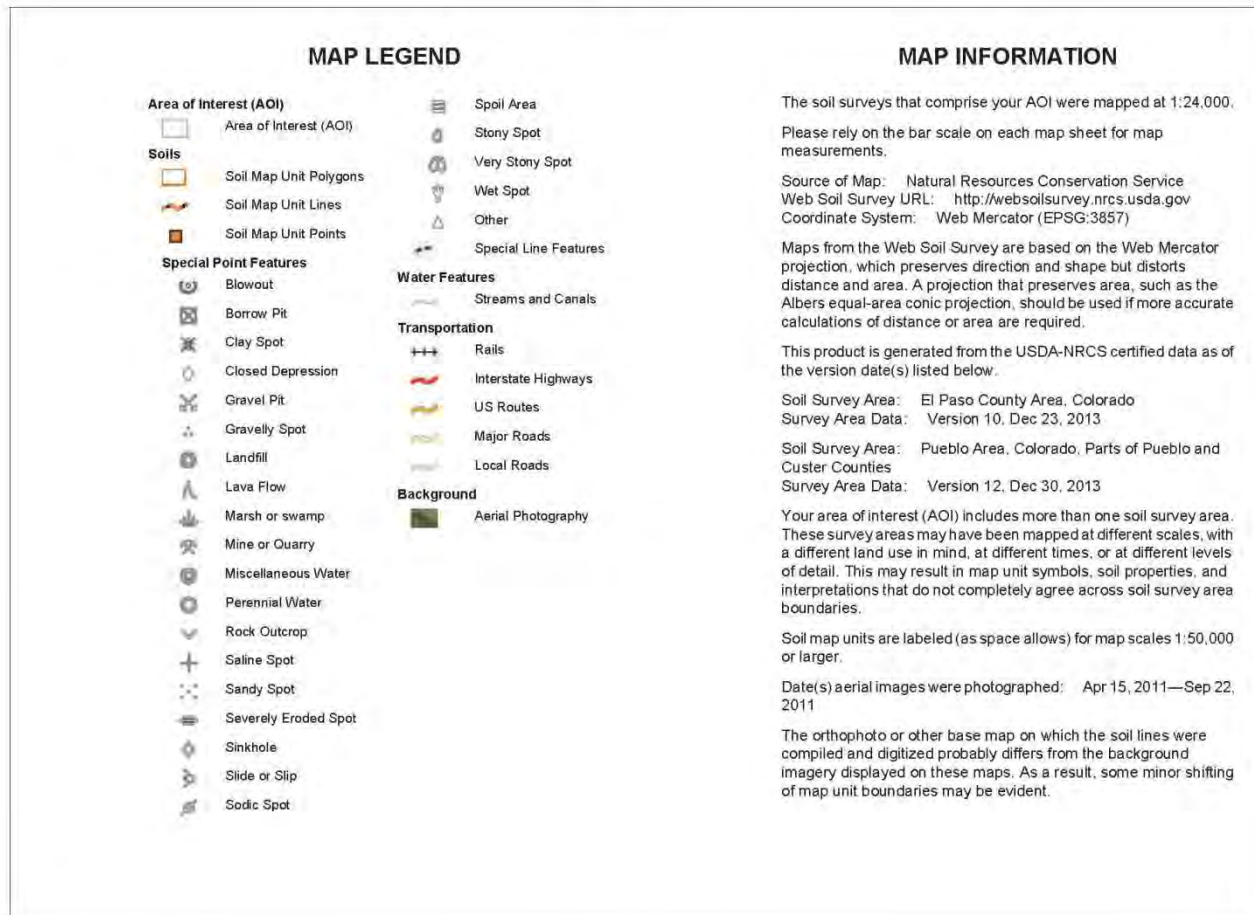 MAP LEGEND
Area of Interest (AOI)
Area of Interest (AOI)
Soils
Soil Map Unit Polygons
Soil Map Unit Lines
Soil Map Unit Points
Special Point Features
Blowout
Borrow Pit
Clay Spot
Closed Depression
Gravel Pit
Gravelly Spot
Landfill
Lava Flow
Marsh or swamp
Mine or Quarry
Miscellaneous Water
Perennial Water
Rock Outcrop
Saline Spot
Sandy Spot
Severely Eroded Spot
Sinkhole
Slide or Slip
Sodic Spot
Spoil Area
Stony Spot
Very Stony Spot
Wet Spot
Other
Special Line Features
Water Features
Streams and Canals
Transportation
Rails
Interstate Highways
US Routes
Major Roads
Local Roads
Background
Aerial Photography
MAP INFORMATION
The soil surveys that comprise your AOI were mapped at 1:24,000.
Please rely on the bar scale on each map sheet for map
measurements.
Source of Map: Natural Resources Conservation Service
Web Soil Survey URL: http://websoilsurvey.nrcs.usda.gov
Coordinate System: Web Mercator (EPSG:3857)
Maps from the Web Soil Survey are based on the Web Mercator
projection, which preserves direction and shape but distorts
distance and area. A projection that preserves area, such as the
Albers equal-area conic projection, should be used if more accurate
calculations of distance or area are required.
This product is generated from the USDA-NRCS certified data as of
the version date(s) listed below.
Soil Survey Area: El Paso County Area, Colorado
Survey Area Data: Version 10, Dec 23, 2013
Soil Survey Area: Pueblo Area, Colorado, Parts of Pueblo and
Custer Counties
Survey Area Data: Version 12, Dec 30, 2013
Your area of interest (AOI) includes more than one soil survey area.
These survey areas may have been mapped at different scales, with
a different land use in mind, at different times, or at different levels
of detail. This may result in map unit symbols, soil properties, and
interpretations that do not completely agree across soil survey area
boundaries.
Soil map units are labeled (as space allows) for map scales 1:50,000
or larger.
Date(s) aerial images were photographed: Apr 15, 2011—Sep 22,
2011
The orthophoto or other base map on which the soil lines were
compiled and digitized probably differs from the background
imagery displayed on these maps. As a result, some minor shifting
of map unit boundaries may be evident.